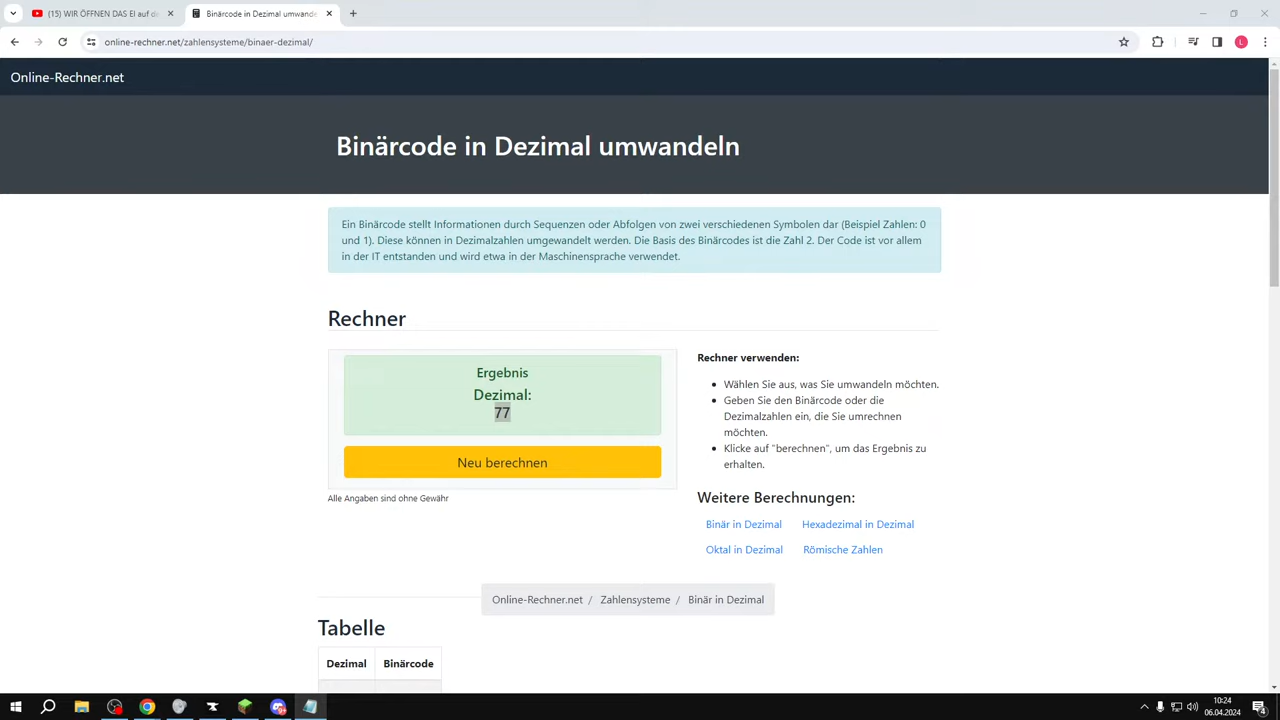 (15) WIR ÖFFNEN DAS EI auf de
Binärcode in Dezimal umwande
online-rechner.net/zahlensysteme/binaer-dezimal/
L
Online-Rechner.net
Binärcode in Dezimal umwandeln
Ein Binärcode stellt Informationen durch Sequenzen oder Abfolgen von zwei verschiedenen Symbolen dar (Beispiel Zahlen: 0
und 1). Diese können in Dezimalzahlen umgewandelt werden. Die Basis des Binärcodes ist die Zahl 2. Der Code ist vor allem
in der IT entstanden und wird etwa in der Maschinensprache verwendet.
Rechner
Ergebnis
Dezimal:
77
Neu berechnen
Alle Angaben sind ohne Gewähr
Rechner verwenden:
Wählen Sie aus, was Sie umwandeln möchten.
Geben Sie den Binärcode oder die
Dezimalzahlen ein, die Sie umrechnen
möchten.
Klicke auf "berechnen", um das Ergebnis zu
erhalten.
Weitere Berechnungen:
Binär in Dezimal Hexadezimal in Dezimal
Oktal in Dezimal Römische Zahlen
Online-Rechner.net / Zahlensysteme / Binär in Dezimal
Tabelle
Dezimal Binärcode
10:24
06.04.2024
4